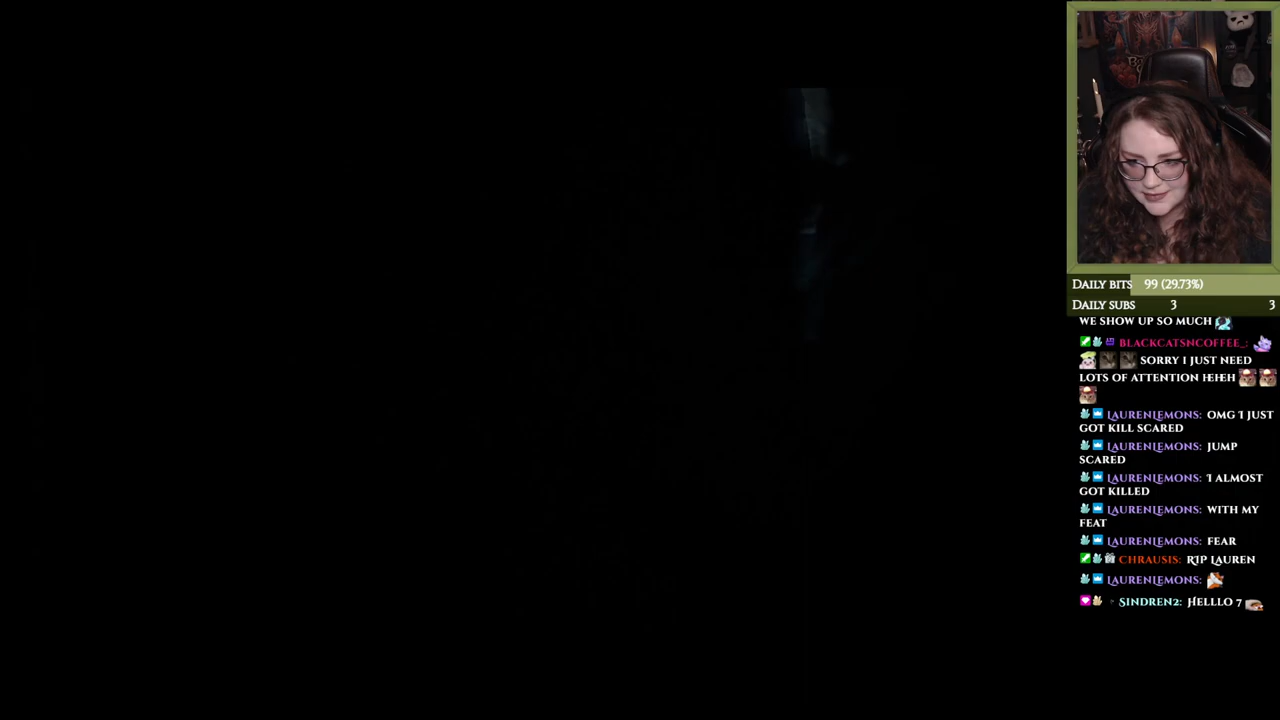 Daily bits 99 (29.73%)
Daily subs 3 3
we show up so much
blackcatsncoffee_:
sorry i just need
lots of attention heheh
LaurenLemons: omg i just
got kill scared
LaurenLemons: jump
scared
LaurenLemons: i almost
got killed
LaurenLemons: with my
feat
LaurenLemons: fear
Chrausis: RIP Lauren
LaurenLemons:
Sindren2: Helllo 7